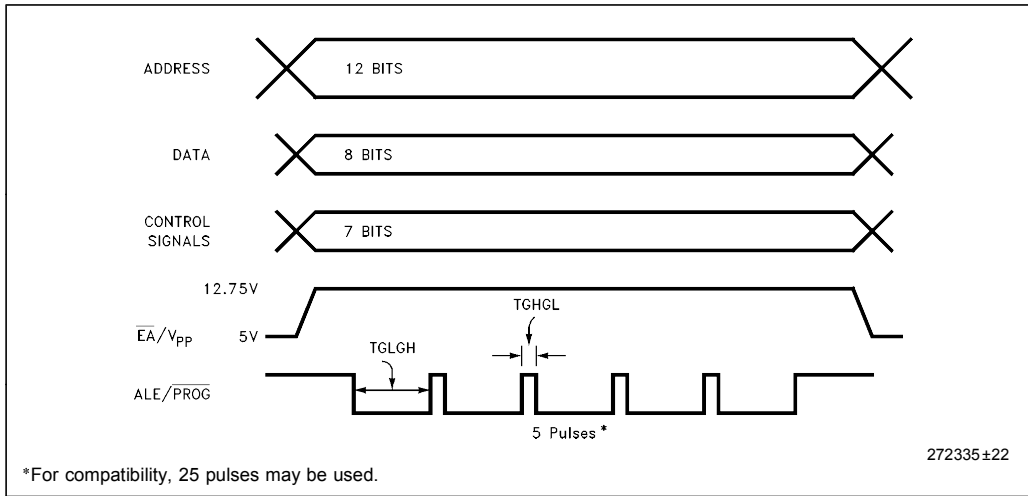 ADDRESS
12 BITS
DATA
8 BITS
CONTROL
SIGNALS
7 BITS
12.75V
TGHGL
EA/VPP
5V
TGLGH
ALE/PROG
5 Pulses*
272335±22
*For compatibility, 25 pulses may be used.